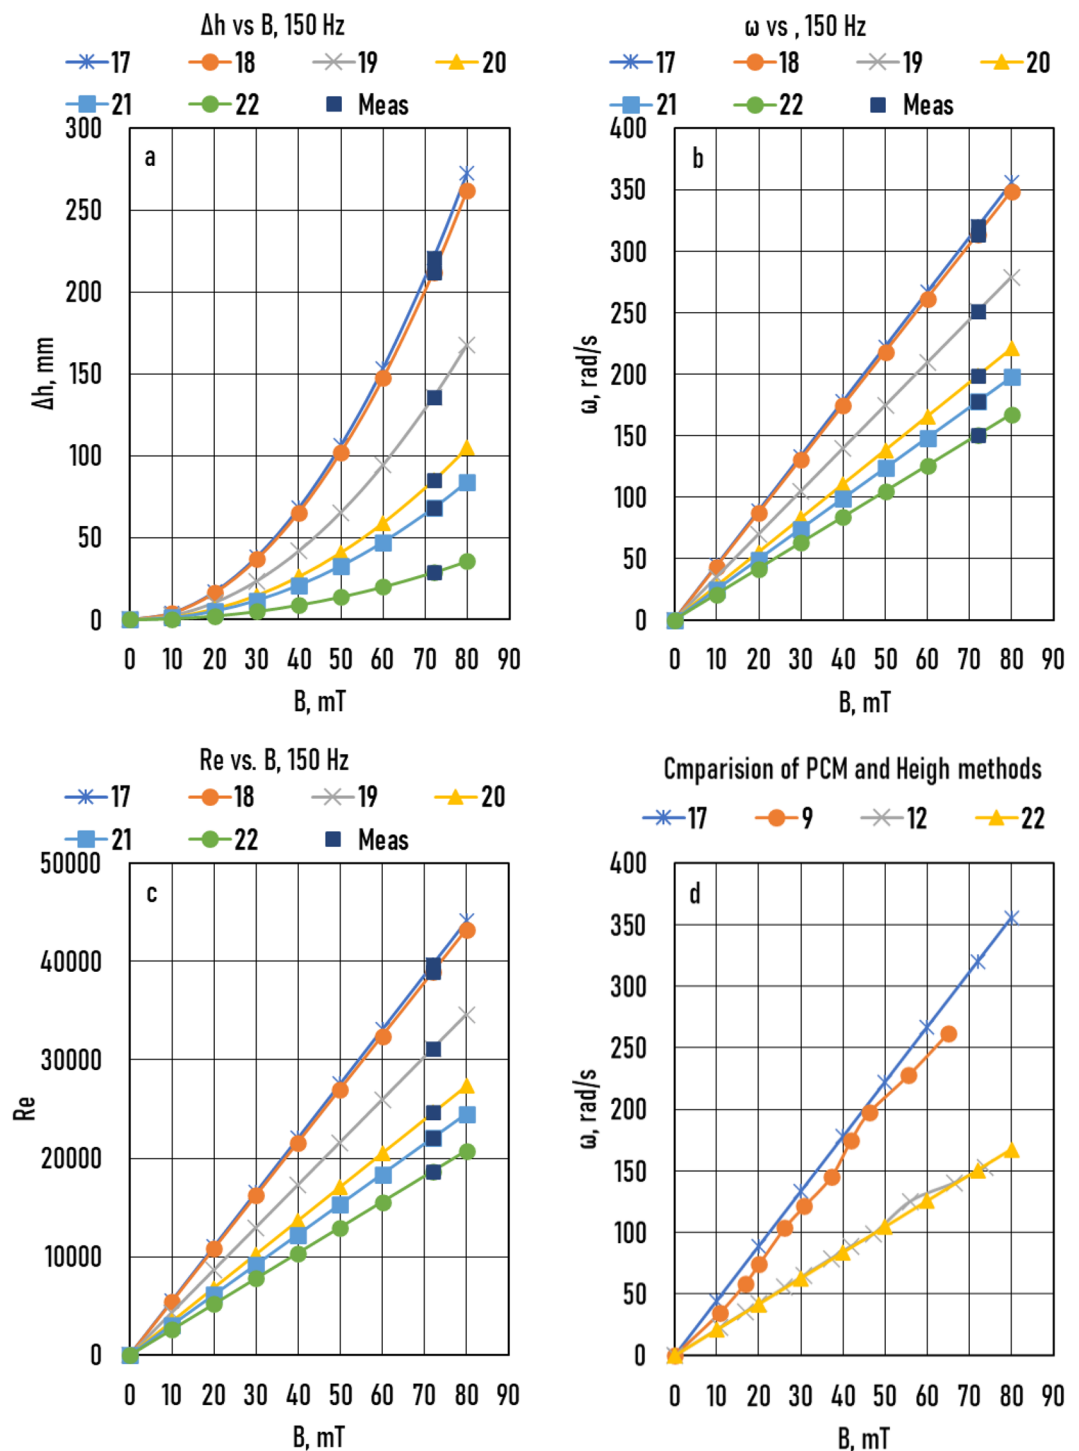 Δh vs B, 150 Hz
17 18 19 20
21 22 Meas
300
250
200
150
100
50
0
a
Δh, mm
0 10 20 30 40 50 60 70 80 90
B, mT
ω vs , 150 Hz
17 18 19 20
21 22 Meas
400
350
300
250
200
150
100
50
0
b
ω, rad/s
0 10 20 30 40 50 60 70 80 90
B, mT
Re vs. B, 150 Hz
17 18 19 20
21 22 Meas
50000
40000
30000
20000
10000
0
c
Re
0 10 20 30 40 50 60 70 80 90
B, mT
Cmparision of PCM and Heigh methods
17 9 12 22
400
350
300
250
200
150
100
50
0
d
ω, rad/s
0 10 20 30 40 50 60 70 80 90
B, mT